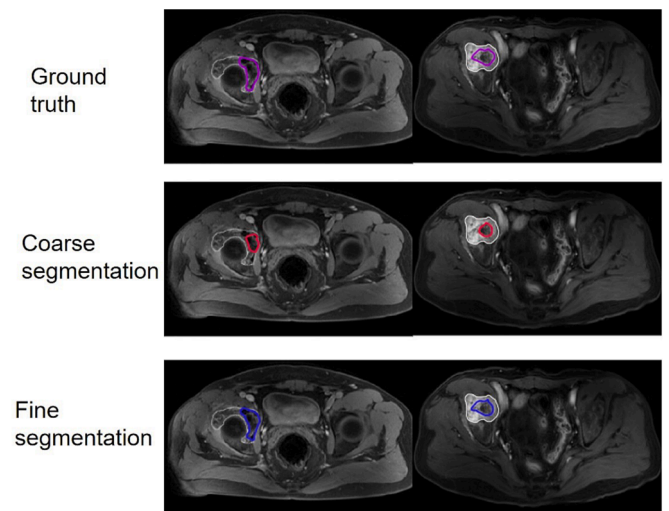 Ground
truth
Coarse
segmentation
Fine
segmentation